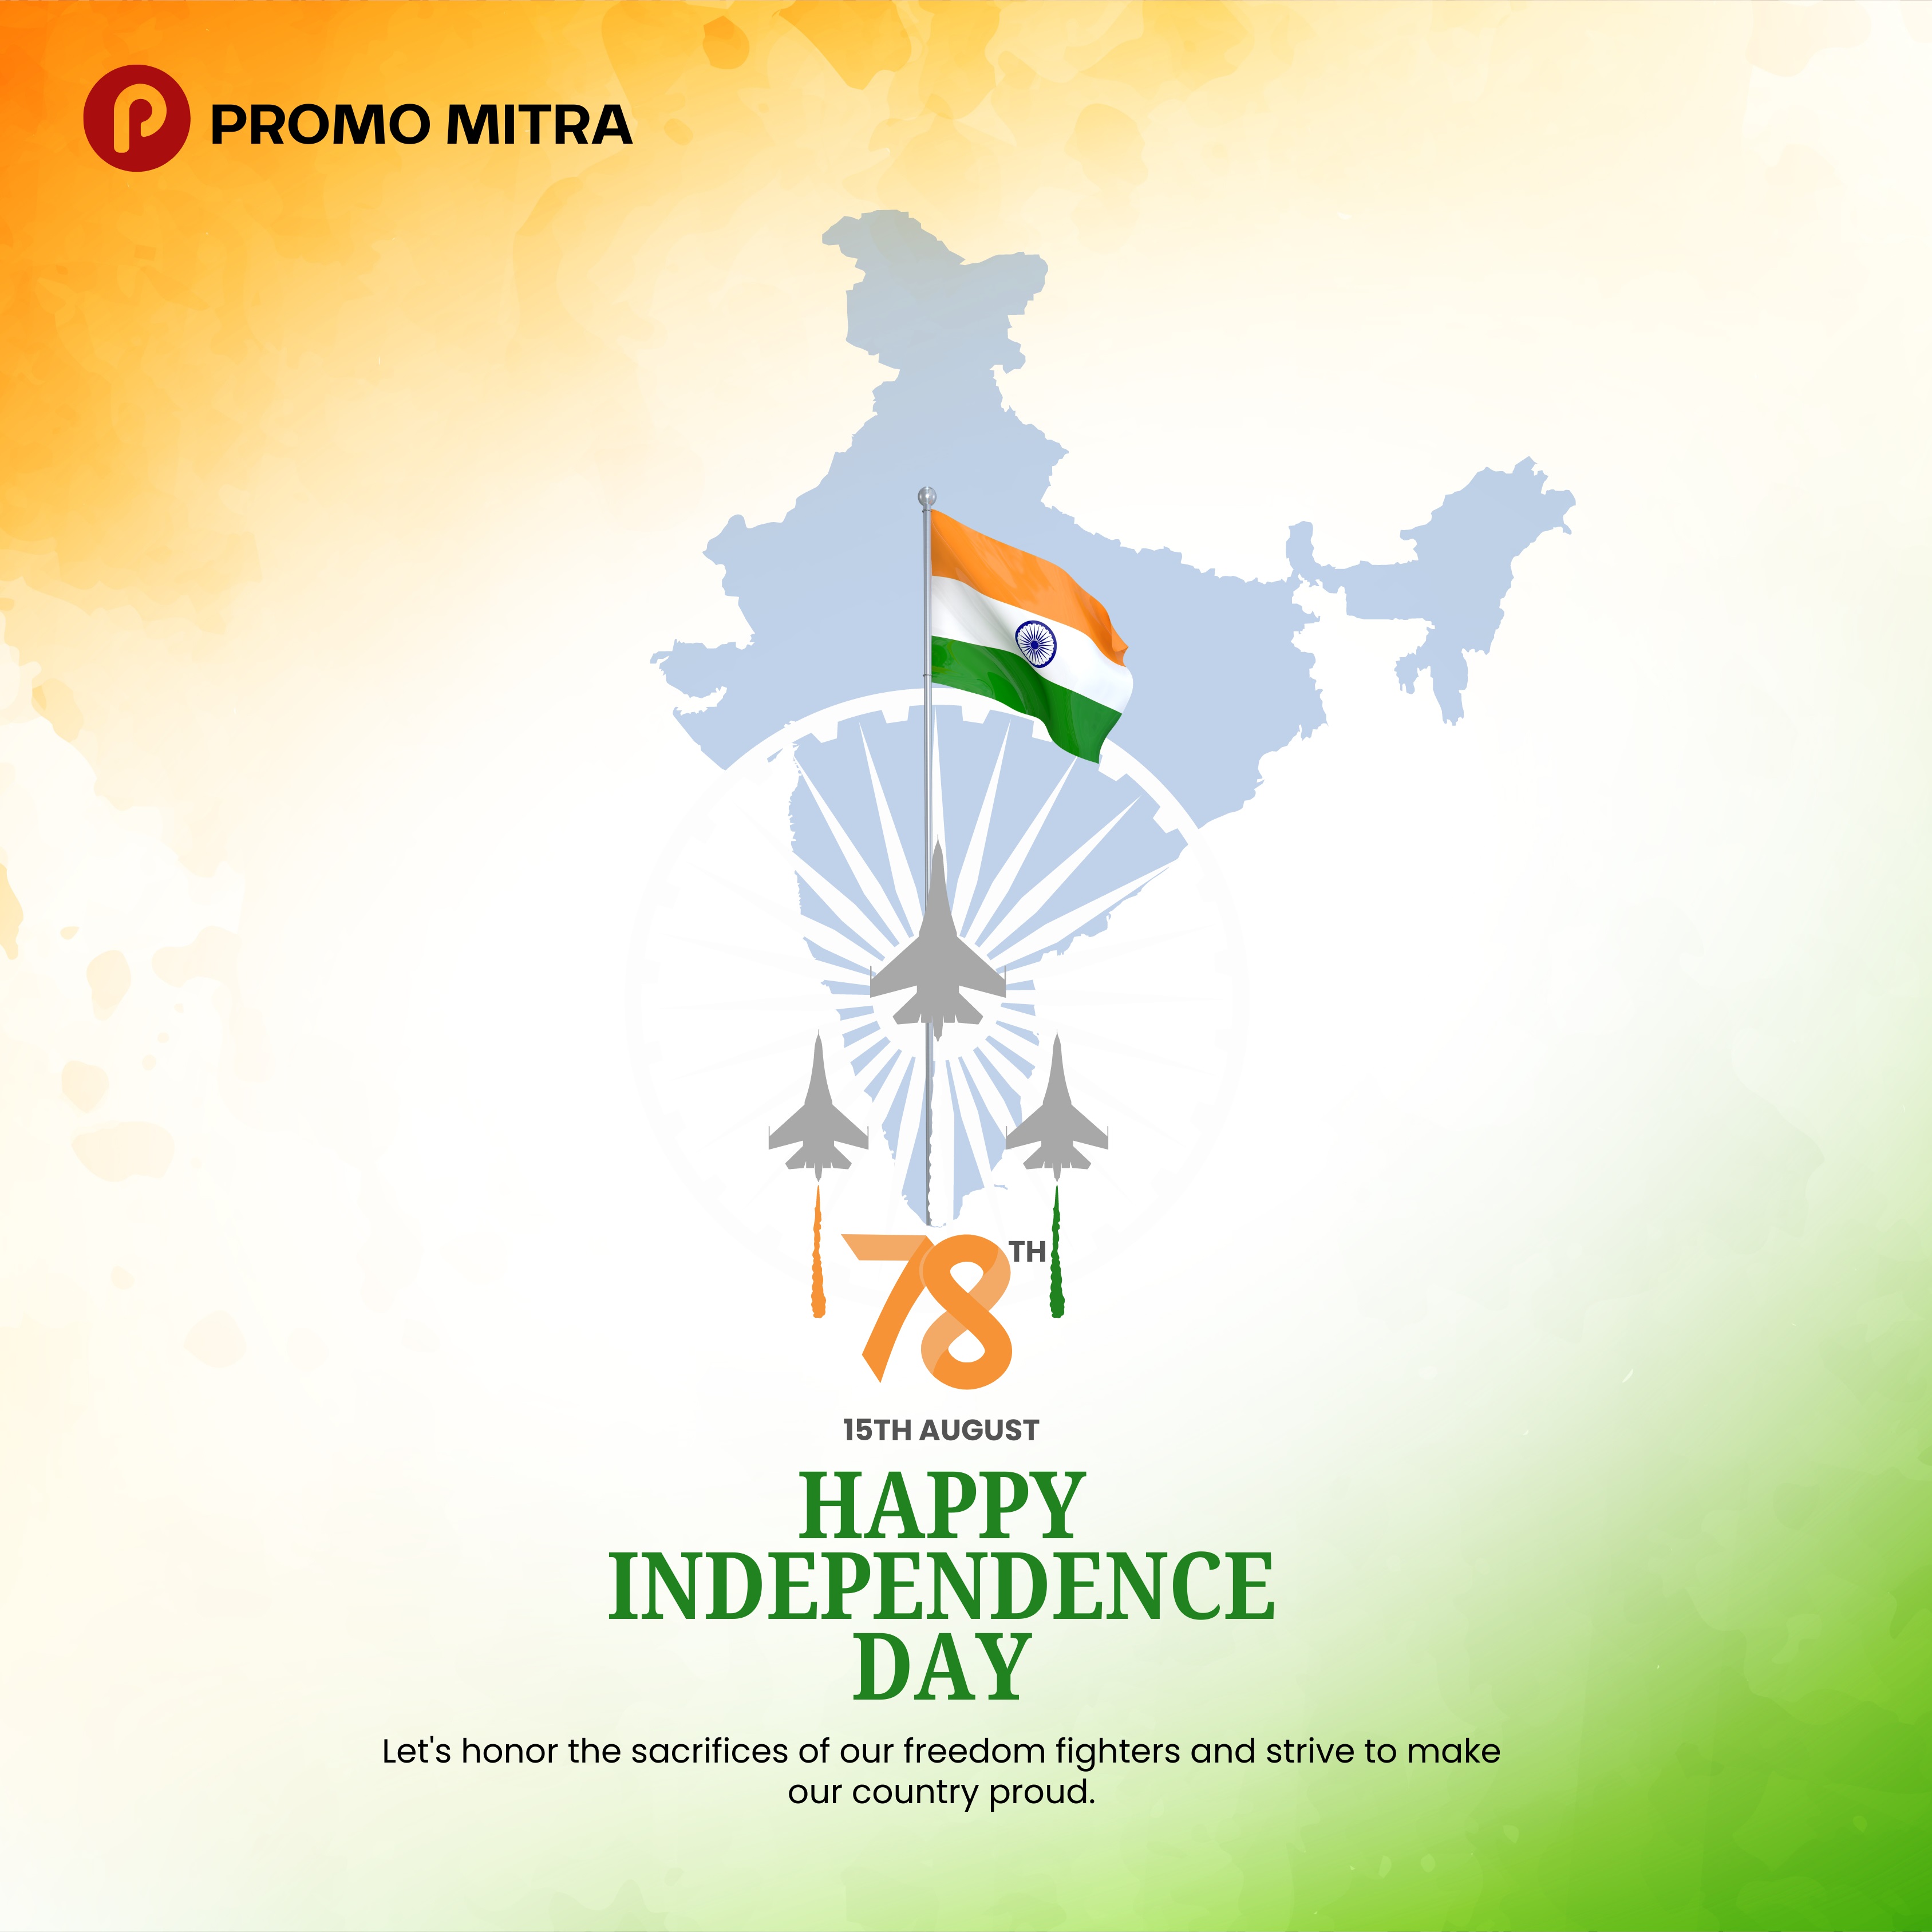 PROMO MITRA
78TH
15TH AUGUST
HAPPY
INDEPENDENCE
DAY
Let's honor the sacrifices of our freedom fighters and strive to make
our country proud.